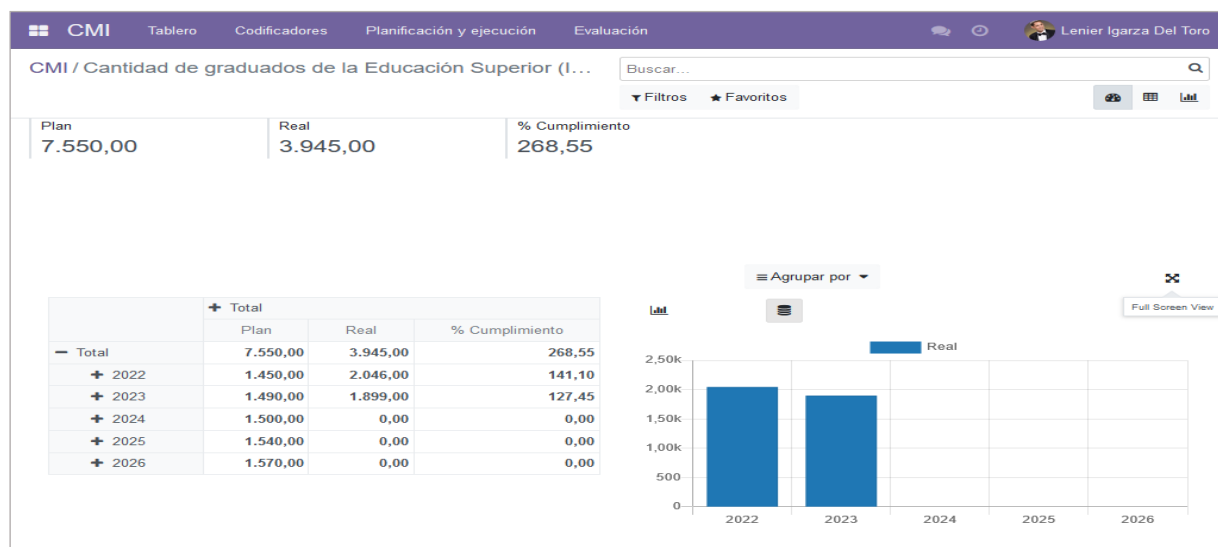 CMI Tablero Codificadores Planificación y ejecución Evaluación Lenier Igarza Del Toro
CMI / Cantidad de graduados de la Educación Superior (I...
Buscar...
Filtros Favoritos
Plan Real % Cumplimiento
7.550,00 3.945,00 268,55
Agrupar por
Full Screen View
Total
Plan Real % Cumplimiento
Total 7.550,00 3.945,00 268,55
2022 1.450,00 2.046,00 141,10
2023 1.490,00 1.899,00 127,45
2024 1.500,00 0,00 0,00
2025 1.540,00 0,00 0,00
2026 1.570,00 0,00 0,00
Real
2,50k
2,00k
1,50k
1,00k
500
0
2022 2023 2024 2025 2026